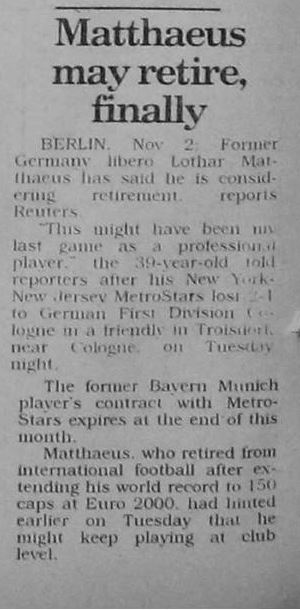 Matthaeus
may retire,
finally
BERLIN, Nov 2: Former
Germany libero Lothar Mat-
thaeus has said he is consid-
ering retirement, reports
Reuters.
"This might have been my
last game as a professional
player," the 39-year-old told
reporters after his New York-
New Jersey MetroStars lost 2-1
to German First Division Co-
logne in a friendly in Troisdorf,
near Cologne, on Tuesday
night.
The former Bayern Munich
player's contract with Metro-
Stars expires at the end of this
month.
Matthaeus, who retired from
international football after ex-
tending his world record to 150
caps at Euro 2000, had hinted
earlier on Tuesday that he
might keep playing at club
level.